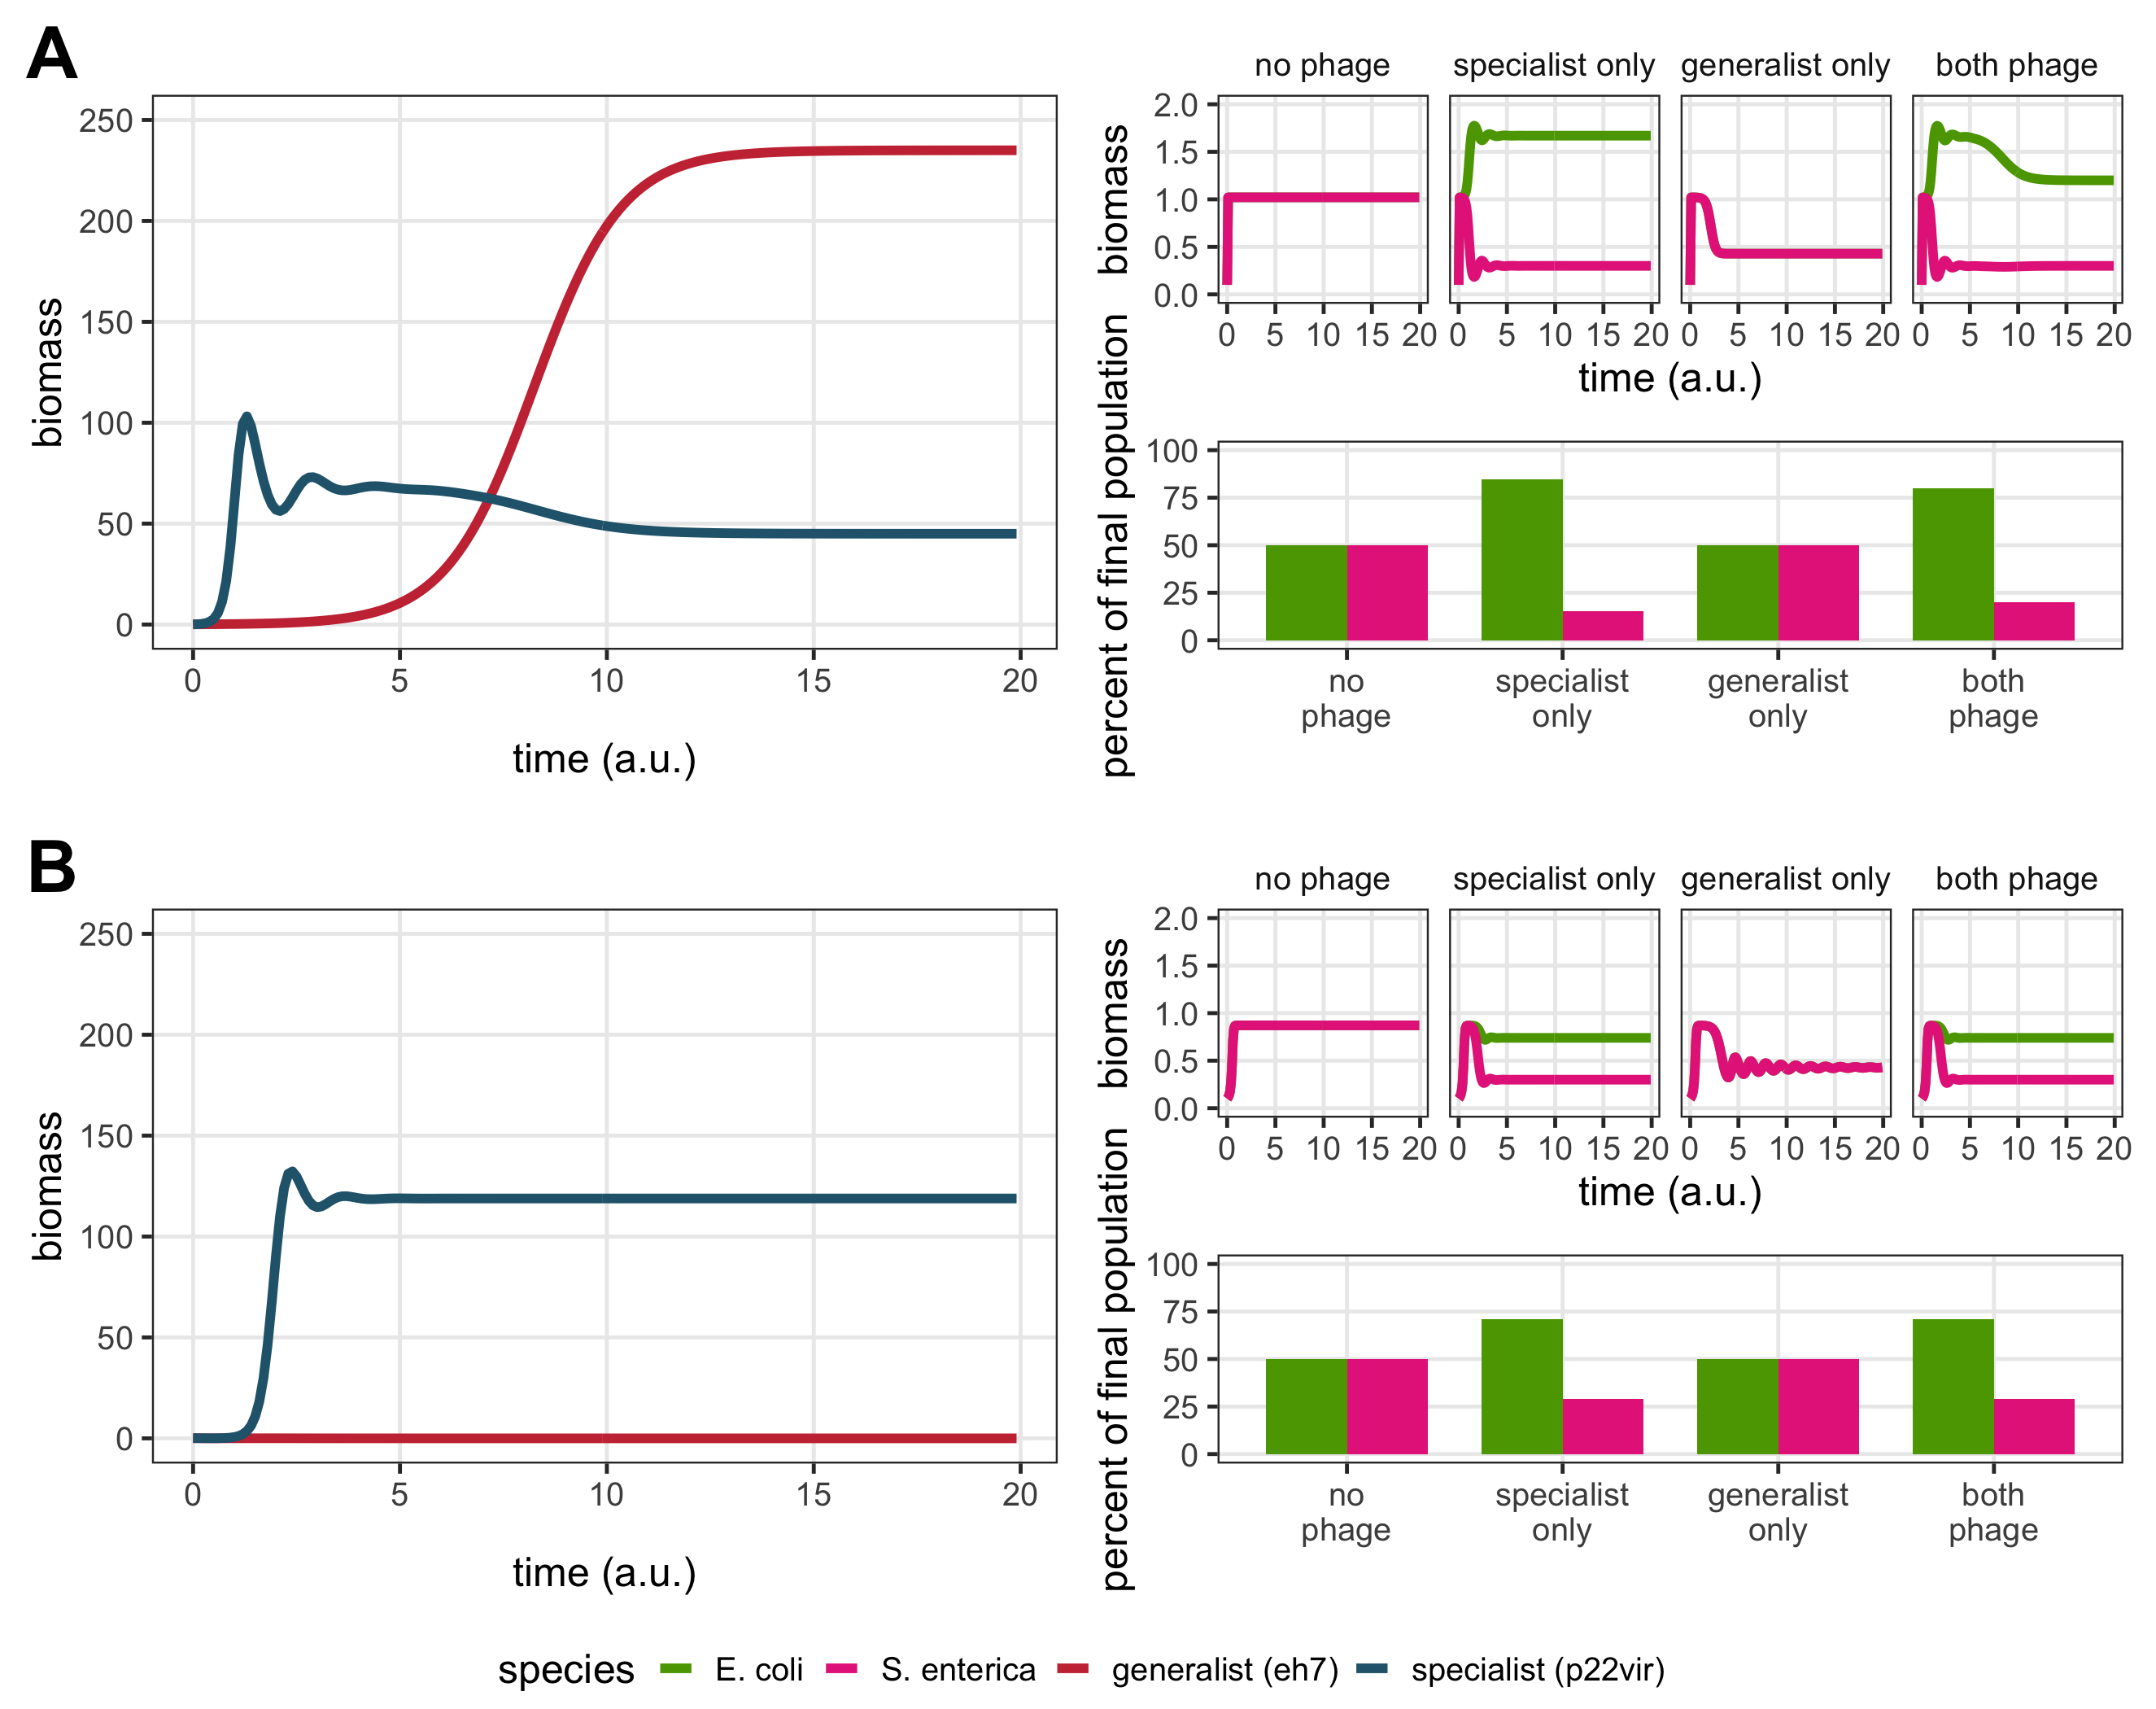 A
biomass
250
200
150
100
50
0
0 5 10 15 20
time (a.u.)
no phage specialist only generalist only both phage
biomass
2.0
1.5
1.0
0.5
0.0
0 5 10 15 20 0 5 10 15 20 0 5 10 15 20 0 5 10 15 20
time (a.u.)
percent of final population
100
75
50
25
0
no specialist generalist both
phage only only phage
B
biomass
250
200
150
100
50
0
0 5 10 15 20
time (a.u.)
no phage specialist only generalist only both phage
biomass
2.0
1.5
1.0
0.5
0.0
0 5 10 15 20 0 5 10 15 20 0 5 10 15 20 0 5 10 15 20
time (a.u.)
percent of final population
100
75
50
25
0
no specialist generalist both
phage only only phage
species E. coli S. enterica generalist (eh7) specialist (p22vir)